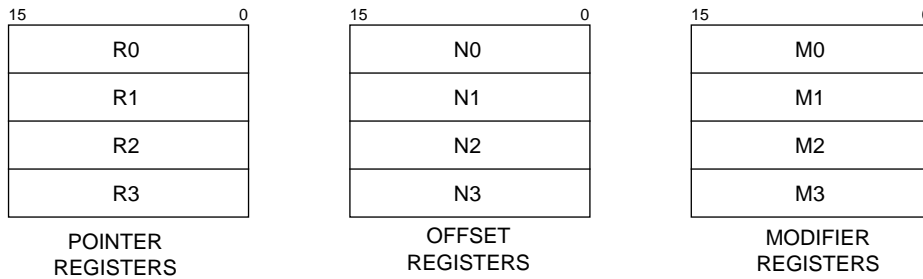 15 0 15 0 15 0
R0 N0 M0
R1 N1 M1
R2 N2 M2
R3 N3 M3
POINTER OFFSET MODIFIER
REGISTERS REGISTERS REGISTERS